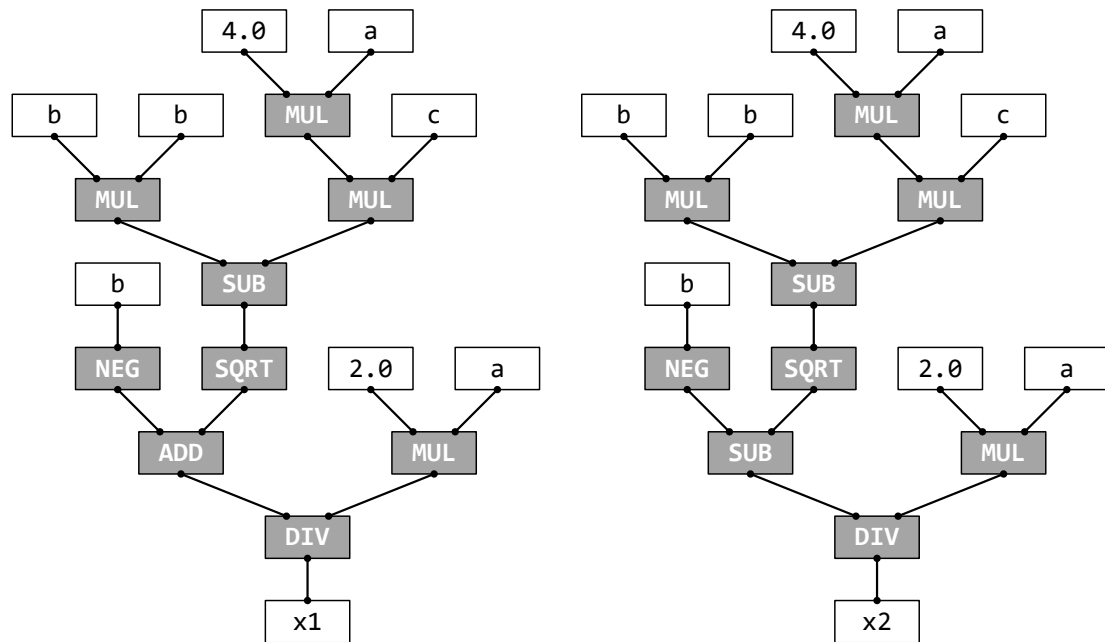 4.0 a 4.0 a
b b MUL c b b MUL c
MUL MUL MUL MUL
b SUB b SUB
NEG SQRT 2.0 a NEG SQRT 2.0 a
ADD MUL SUB MUL
DIV DIV
x1 x2